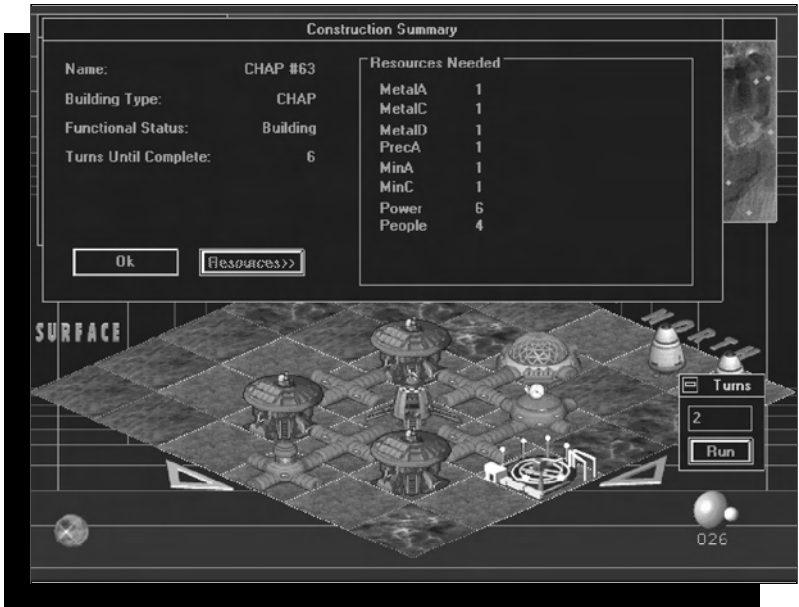 Construction Summary
Name: CHAP #63
Building Type: CHAP
Functional Status: Building
Turns Until Complete: 6
Ok
Resources>>
Resources Needed
MetalA 1
MetalC 1
MetalD 1
PrecA 1
MinA 1
MinC 1
Power 6
People 4
SURFACE
NORTH
Turns
2
Run
026